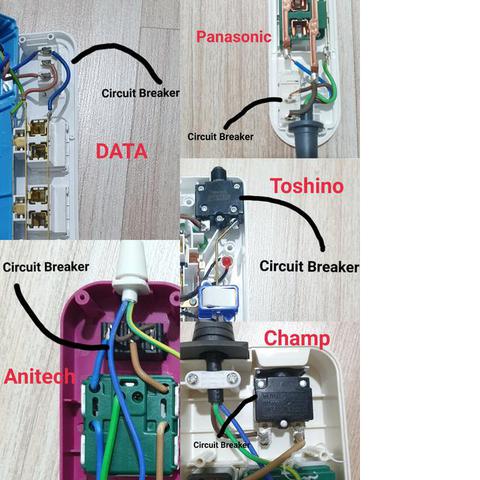 Circuit Breaker
DATA
Panasonic
Circuit Breaker
Toshino
Circuit Breaker
Circuit Breaker
Anitech
Champ
Circuit Breaker